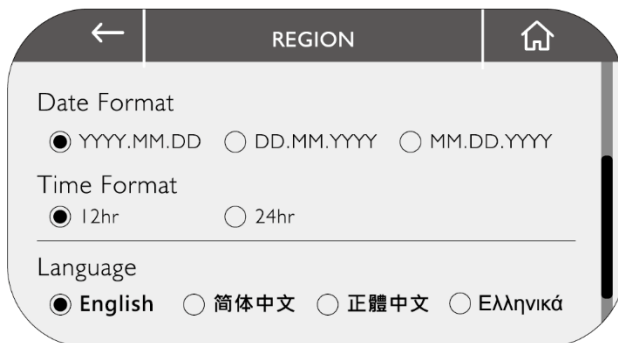 REGION
Date Format
YYYY.MM.DD DD.MM.YYYY MM.DD.YYYY
Time Format
12hr 24hr
Language
English 简体中文 正體中文 Ελληνικά